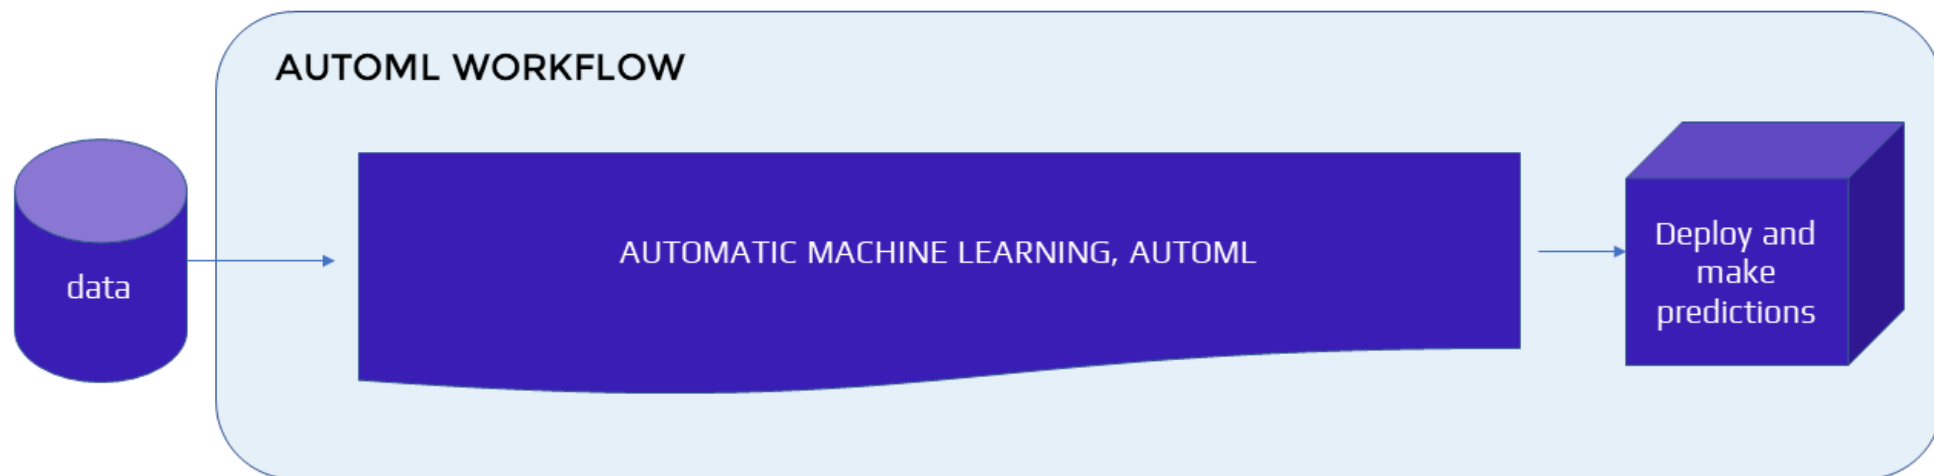 AUTOML WORKFLOW
data
AUTOMATIC MACHINE LEARNING, AUTOML
Deploy and
make
predictions